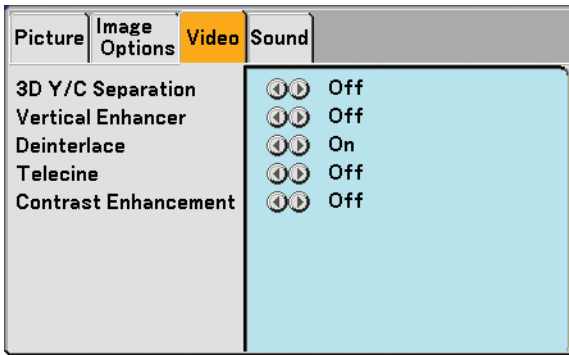 Picture
Image
Options
Video
Sound
3D Y/C Separation Off
Vertical Enhancer Off
Deinterlace On
Telecine Off
Contrast Enhancement Off